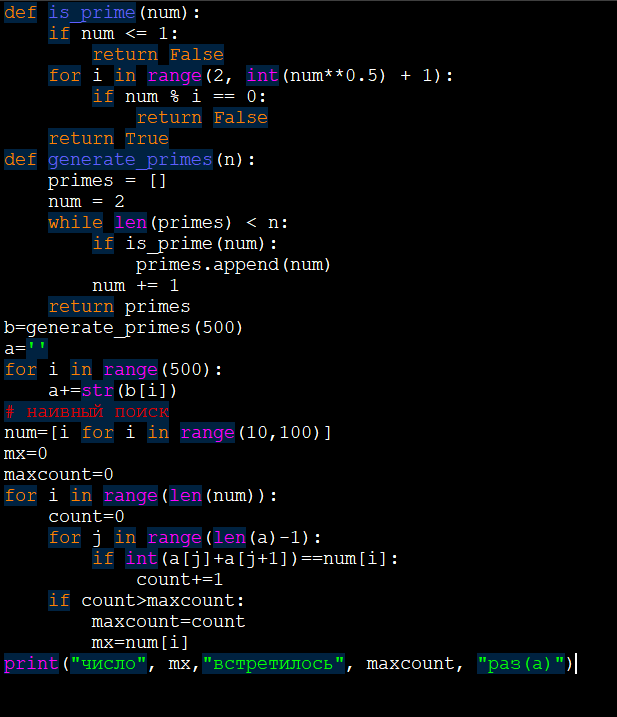 def is_prime(num):
    if num <= 1:
        return False
    for i in range(2, int(num**0.5) + 1):
        if num % i == 0:
            return False
    return True
def generate_primes(n):
    primes = []
    num = 2
    while len(primes) < n:
        if is_prime(num):
            primes.append(num)
        num += 1
    return primes
b=generate_primes(500)
a=''
for i in range(500):
    a+=str(b[i])
# наивный поиск
num=[i for i in range(10,100)]
mx=0
maxcount=0
for i in range(len(num)):
    count=0
    for j in range(len(a)-1):
        if int(a[j]+a[j+1])==num[i]:
            count+=1
    if count>maxcount:
        maxcount=count
        mx=num[i]
print("число", mx,"встретилось", maxcount, "раз(а)")